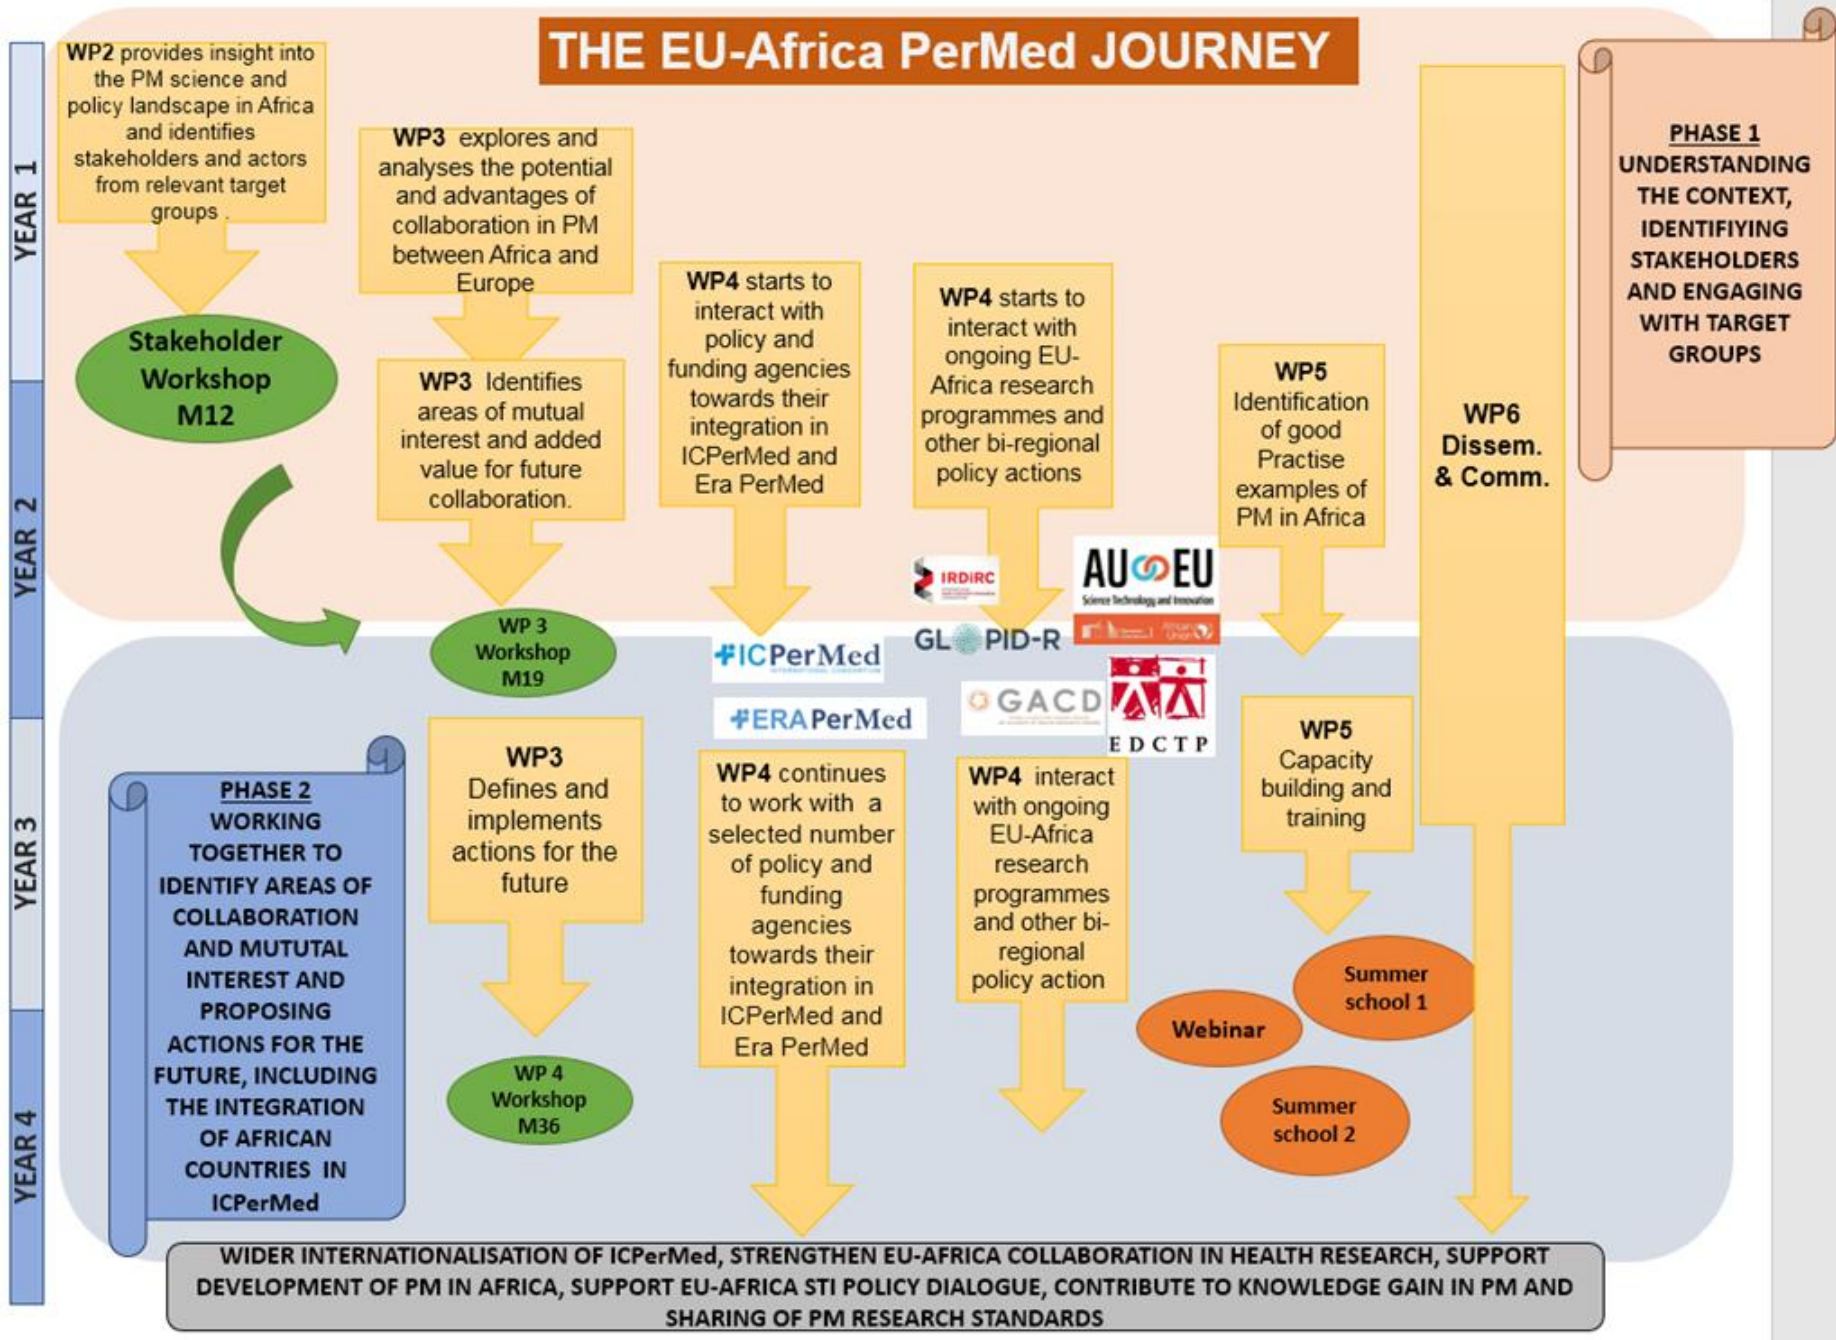 THE EU-Africa PerMed JOURNEY
YEAR 1
YEAR 2
YEAR 3
YEAR 4
WP2 provides insight into
the PM science and
policy landscape in Africa
and identifies
stakeholders and actors
from relevant target
groups .
Stakeholder
Workshop
M12
WP3 explores and
analyses the potential
and advantages of
collaboration in PM
between Africa and
Europe
WP3 Identifies
areas of mutual
interest and added
value for future
collaboration.
WP 3
Workshop
M19
WP4 starts to
interact with
policy and
funding agencies
towards their
integration in
ICPerMed and
Era PerMed
WP4 starts to
interact with
ongoing EU-
Africa research
programmes and
other bi-regional
policy actions
WP5
Identification
of good
Practise
examples of
PM in Africa
WP6
Dissem.
& Comm.
PHASE 1
UNDERSTANDING
THE CONTEXT,
IDENTIFIYING
STAKEHOLDERS
AND ENGAGING
WITH TARGET
GROUPS
ICPerMed
ERAPerMed
IRDiRC
AU EU
Science Technology and Innovation
GL PID-R
GACD
EDCTP
PHASE 2
WORKING
TOGETHER TO
IDENTIFY AREAS OF
COLLABORATION
AND MUTUTAL
INTEREST AND
PROPOSING
ACTIONS FOR THE
FUTURE, INCLUDING
THE INTEGRATION
OF AFRICAN
COUNTRIES IN
ICPerMed
WP3
Defines and
implements
actions for the
future
WP 4
Workshop
M36
WP4 continues
to work with a
selected number
of policy and
funding
agencies
towards their
integration in
ICPerMed and
Era PerMed
WP4 interact
with ongoing
EU-Africa
research
programmes
and other bi-
regional
policy action
WP5
Capacity
building and
training
Summer
school 1
Webinar
Summer
school 2
WIDER INTERNATIONALISATION OF ICPerMed, STRENGTHEN EU-AFRICA COLLABORATION IN HEALTH RESEARCH, SUPPORT
DEVELOPMENT OF PM IN AFRICA, SUPPORT EU-AFRICA STI POLICY DIALOGUE, CONTRIBUTE TO KNOWLEDGE GAIN IN PM AND
SHARING OF PM RESEARCH STANDARDS